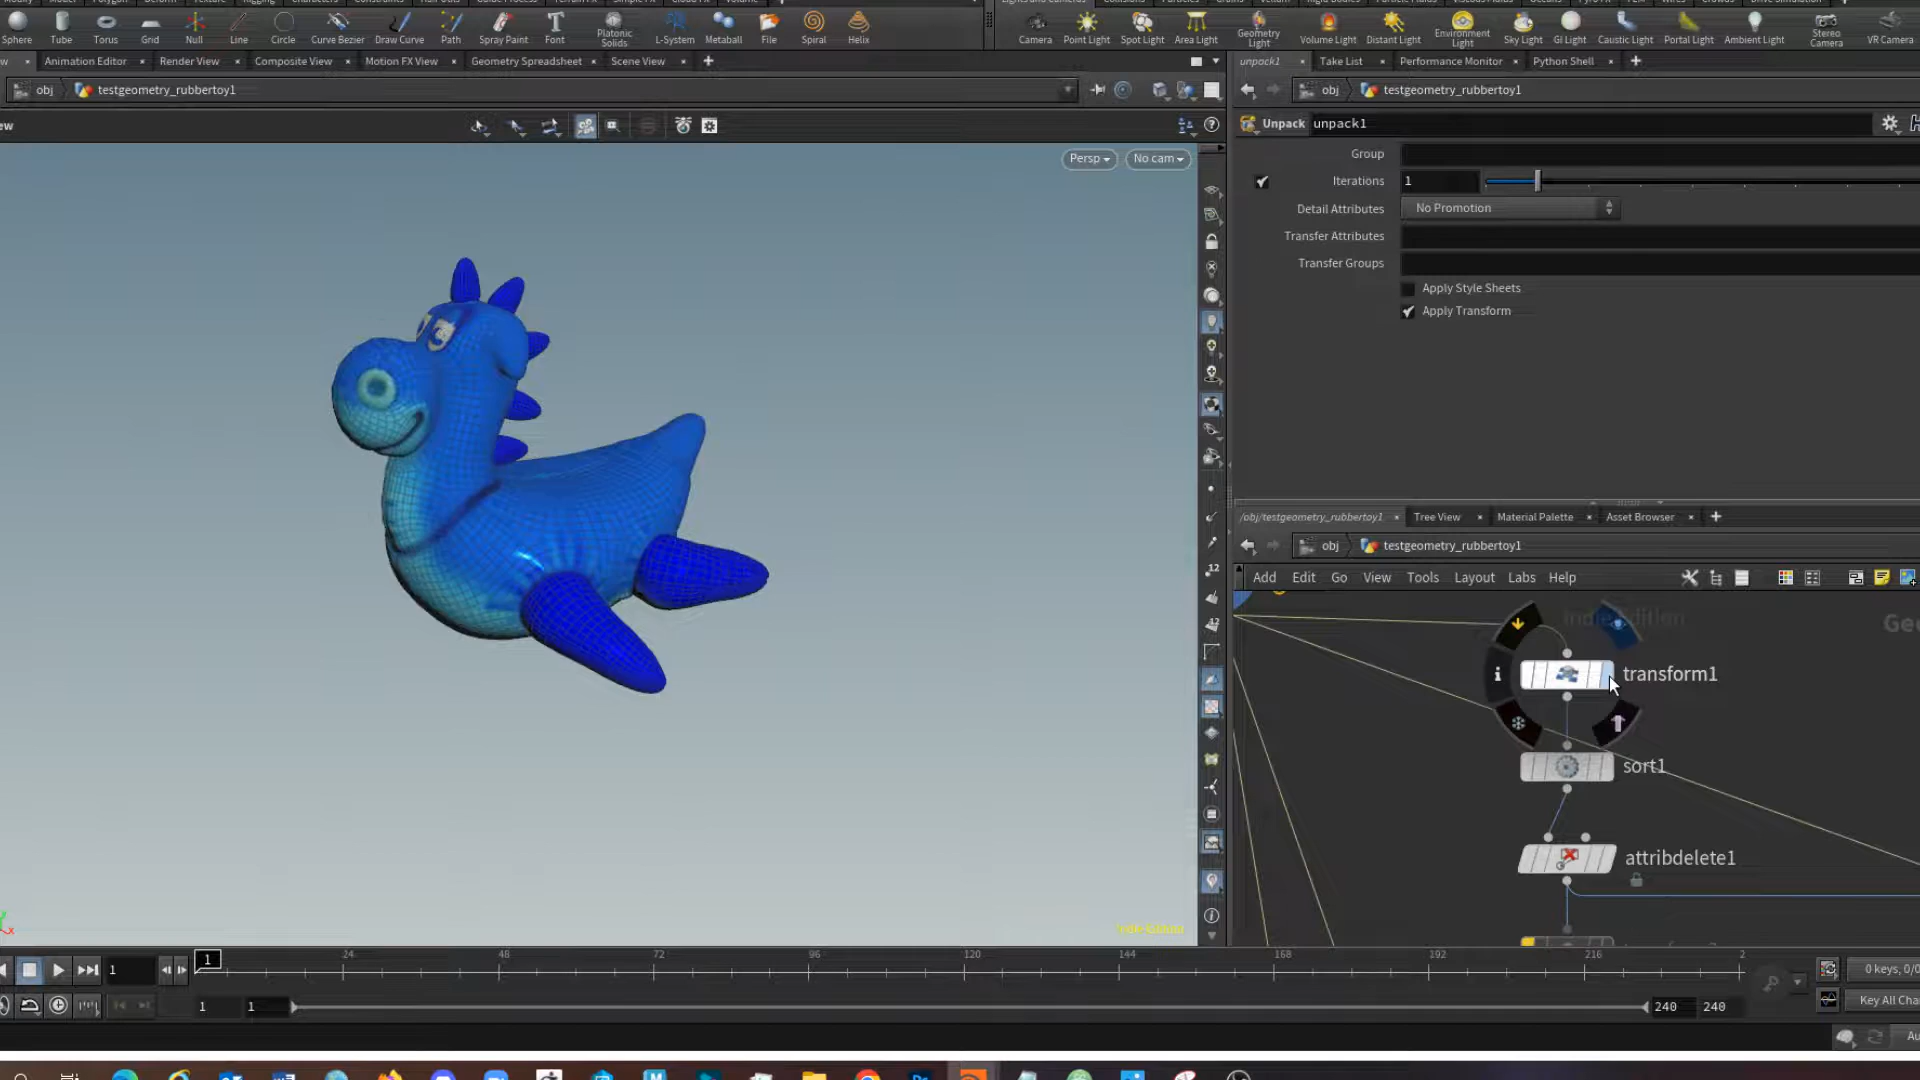 Sphere Tube Torus Grid Null Line Circle Curve Bezier Draw Curve Path Spray Paint Font Platonic Solids L-System Metaball File Spiral Helix
Camera Point Light Spot Light Area Light Geometry Light Volume Light Distant Light Environment Light Sky Light GI Light Caustic Light Portal Light Ambient Light Stereo Camera VR Camera
Animation Editor Render View Composite View Motion FX View Geometry Spreadsheet Scene View
unpack1 Take List Performance Monitor Python Shell
obj testgeometry_rubbertoy1
obj testgeometry_rubbertoy1
Unpack unpack1
Persp No cam
Group
Iterations 1
Detail Attributes No Promotion
Transfer Attributes
Transfer Groups
Apply Style Sheets
Apply Transform
/obj/testgeometry_rubbertoy1 Tree View Material Palette Asset Browser
obj testgeometry_rubbertoy1
Add Edit Go View Tools Layout Labs Help
Indie Edition
Geo
transform1
sort1
attribdelete1
Indie Edition
1 24 48 72 96 120 144 168 192 216 2
1
0 keys, 0/0
1 1 240 240
Key All Cha
Au